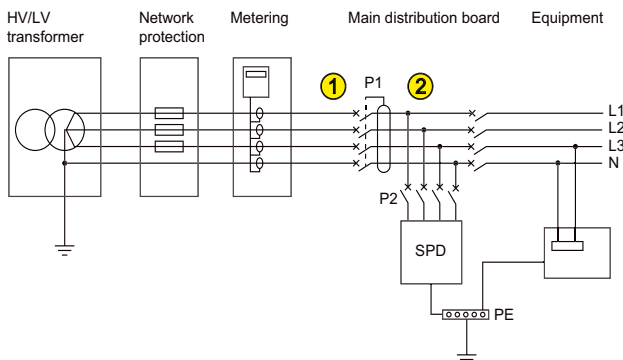 HV/LV
transformer
Network
protection
Metering
Main distribution board
Equipment
1
P1
2
L1
L2
L3
N
P2
SPD
PE